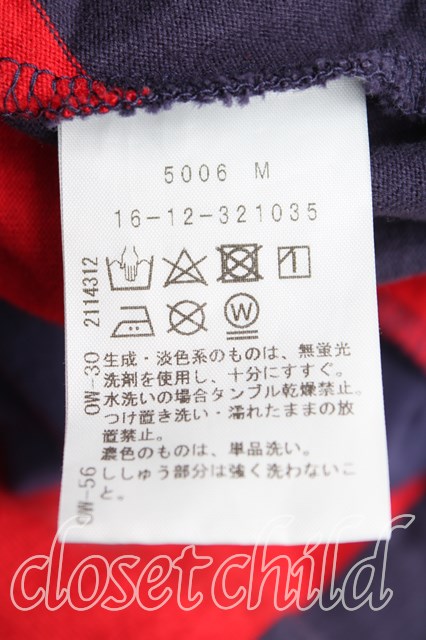 5006 M
16-12-321035
2114312
W
OW-30
生成・淡色系のものは、無蛍光
洗剤を使用し、十分にすすぐ。
水洗いの場合タンブル乾燥禁止。
つけ置き洗い・濡れたままの放
置禁止。
濃色のものは、単品洗い。
OW-56
ししゅう部分は強く洗わないこ
と。
closet child